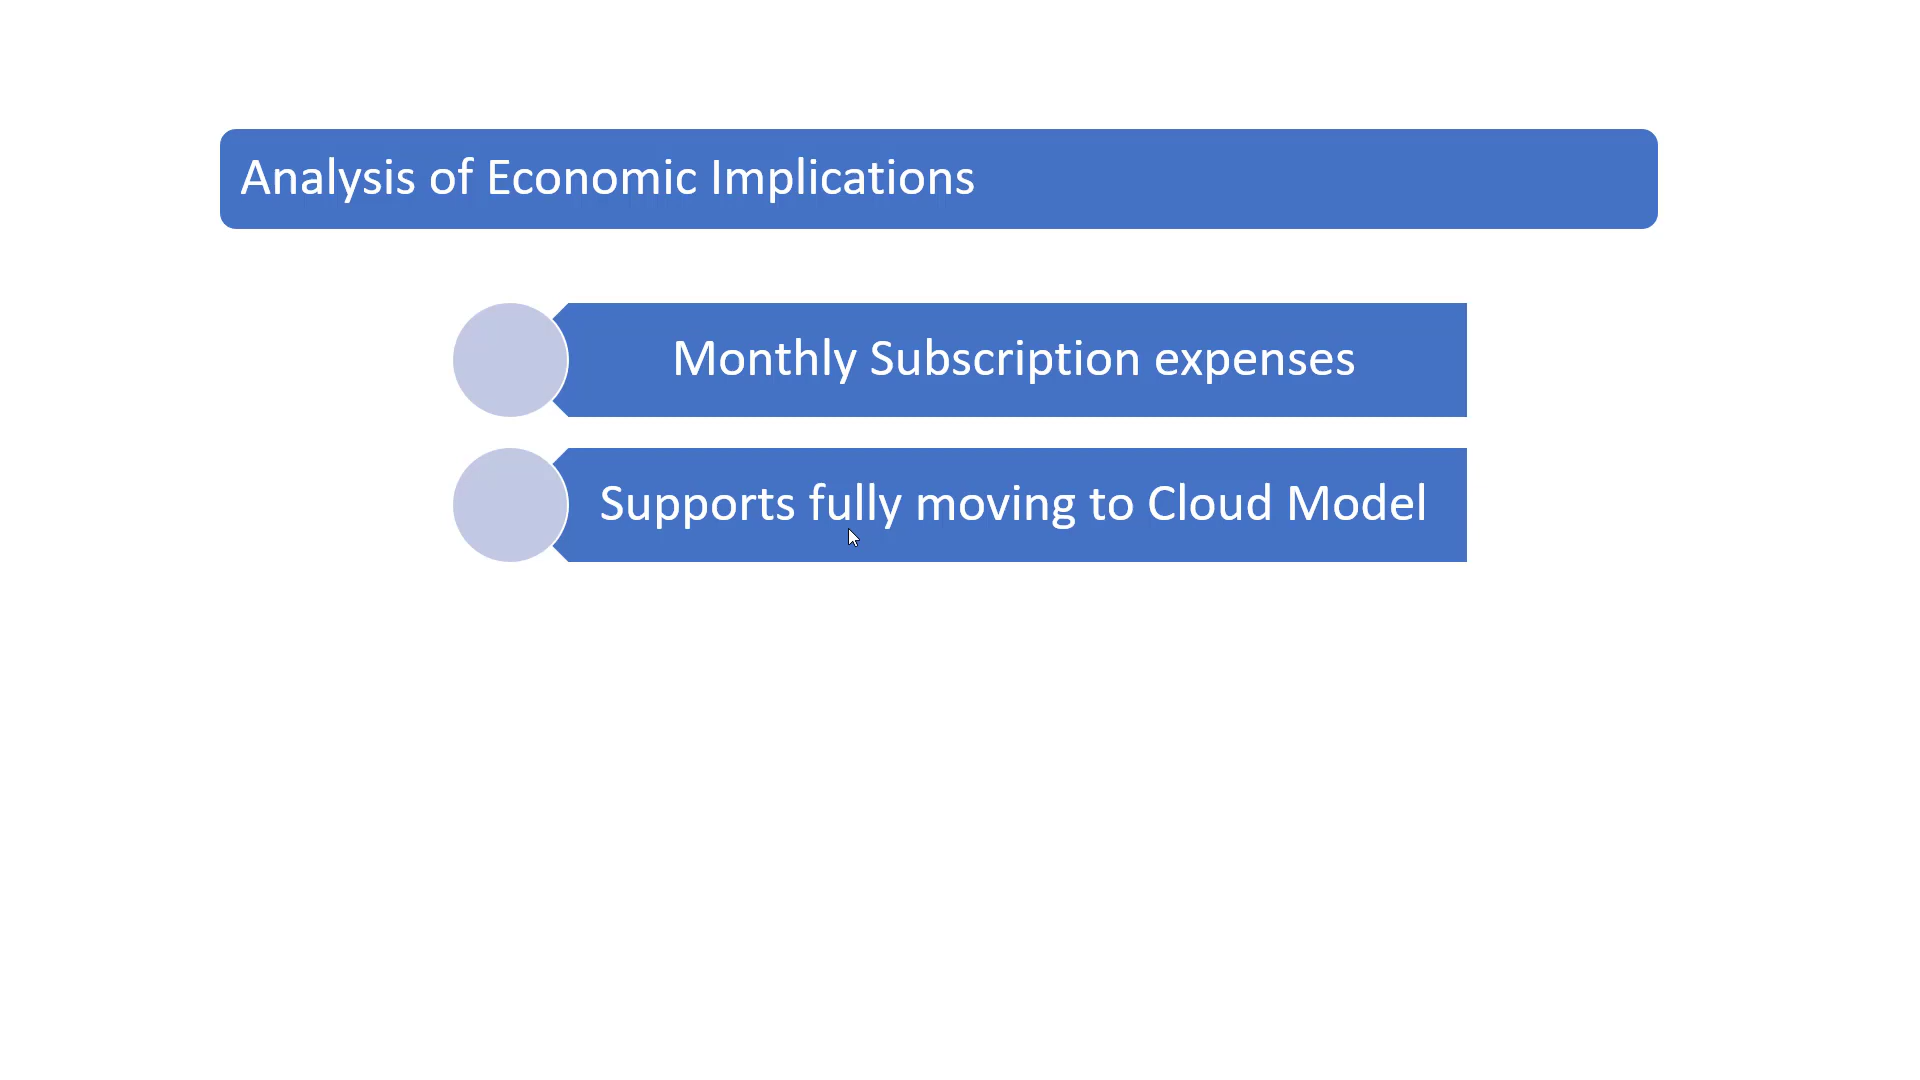 Analysis of Economic Implications
Monthly Subscription expenses
Supports fully moving to Cloud Model